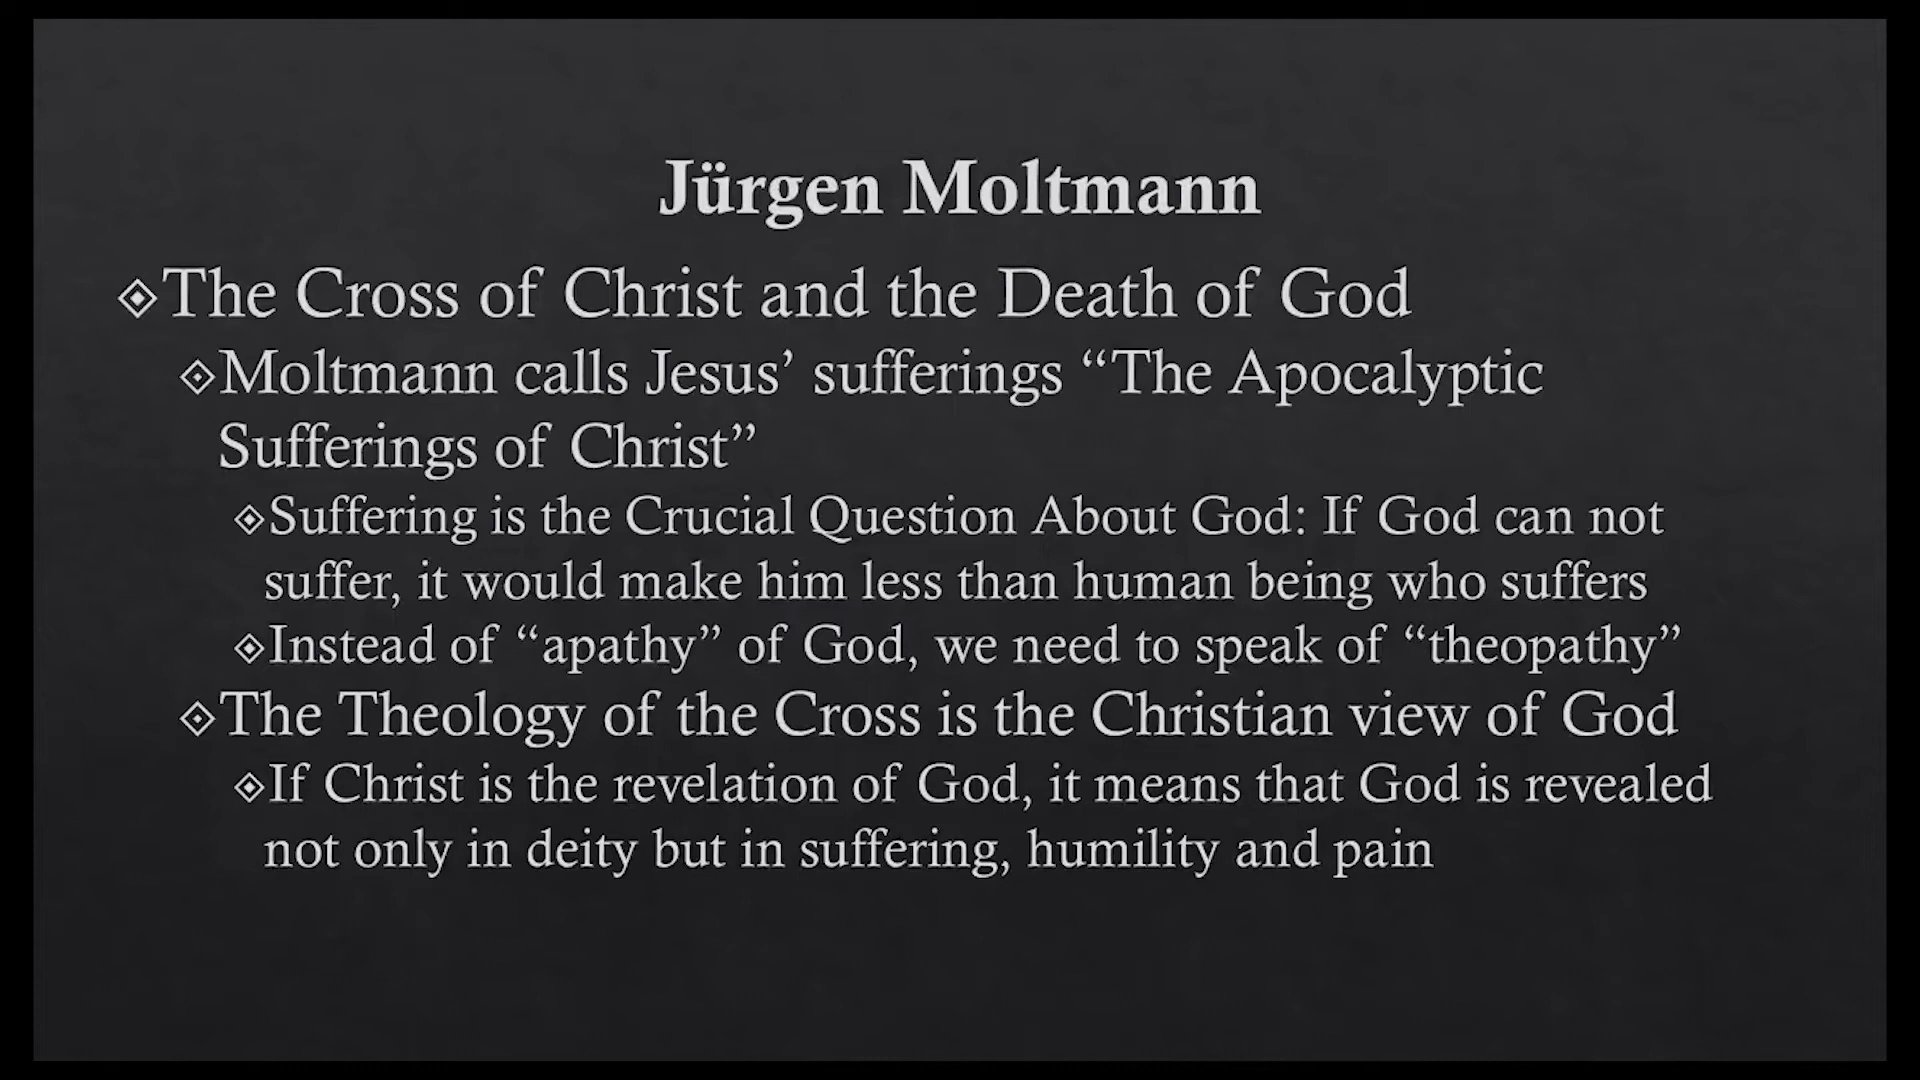 Jürgen Moltmann
The Cross of Christ and the Death of God
Moltmann calls Jesus’ sufferings “The Apocalyptic
Sufferings of Christ”
Suffering is the Crucial Question About God: If God can not
suffer, it would make him less than human being who suffers
Instead of “apathy” of God, we need to speak of “theopathy”
The Theology of the Cross is the Christian view of God
If Christ is the revelation of God, it means that God is revealed
not only in deity but in suffering, humility and pain